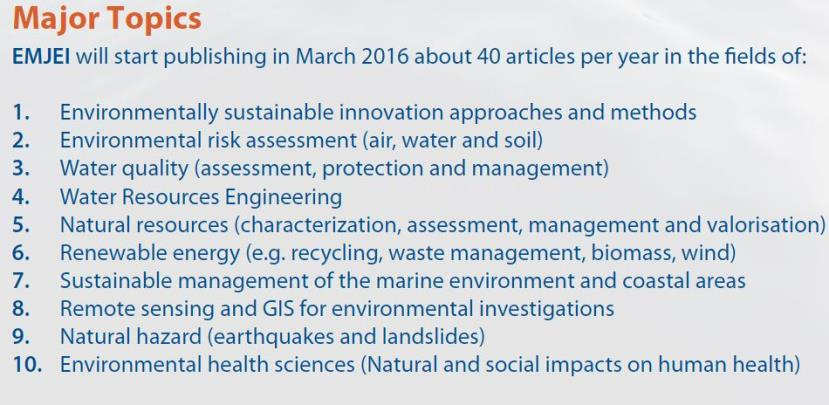 Major Topics
EMJEI will start publishing in March 2016 about 40 articles per year in the fields of:
1. Environmentally sustainable innovation approaches and methods
2. Environmental risk assessment (air, water and soil)
3. Water quality (assessment, protection and management)
4. Water Resources Engineering
5. Natural resources (characterization, assessment, management and valorisation)
6. Renewable energy (e.g. recycling, waste management, biomass, wind)
7. Sustainable management of the marine environment and coastal areas
8. Remote sensing and GIS for environmental investigations
9. Natural hazard (earthquakes and landslides)
10. Environmental health sciences (Natural and social impacts on human health)